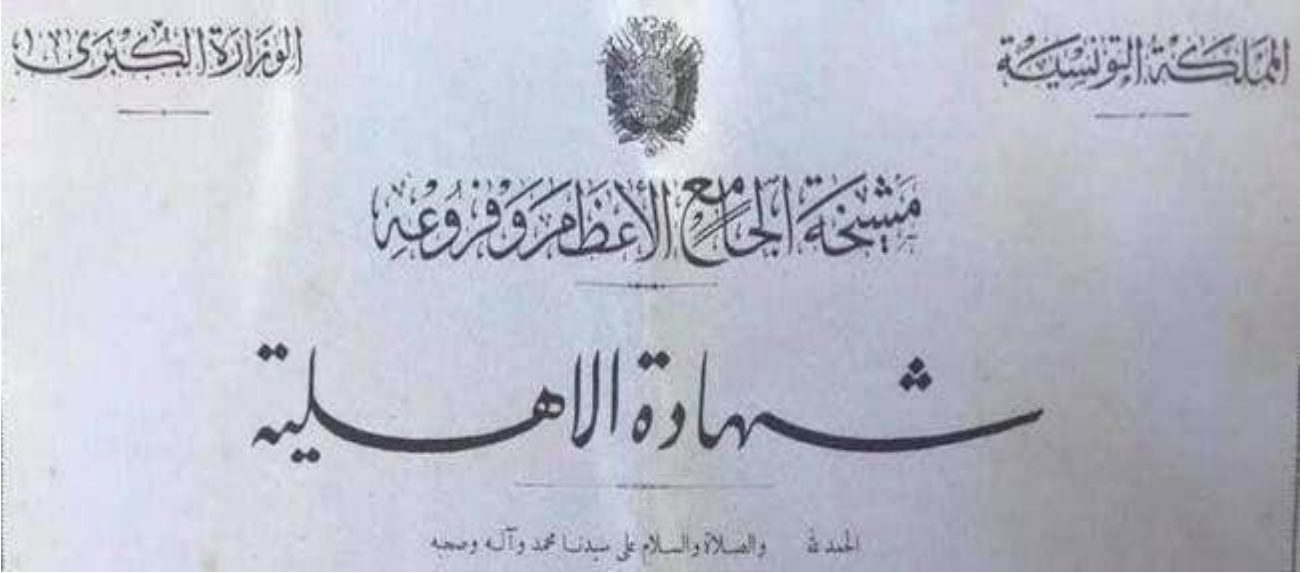 المملكة التونسية
الوزارة الكبرى
مشيخة الجامع الأعظم وفروعه
شهادة الاهلية
الحمد لله والصلاة والسلام على سيدنا محمد وآله وصحبه